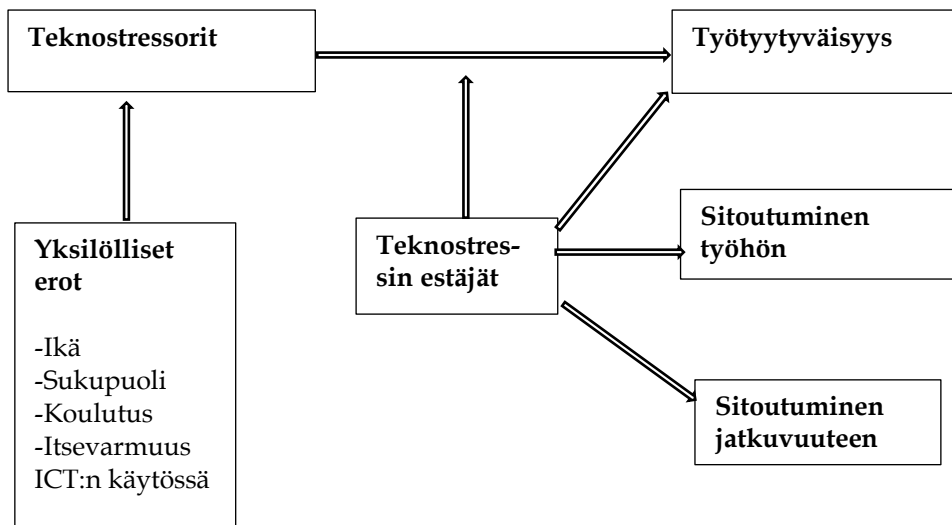 Teknostressorit
Työtyytyväisyys
Yksilölliset
erot
-Ikä
-Sukupuoli
-Koulutus
-Itsevarmuus
ICT:n käytössä
Teknostres-
sin estäjät
Sitoutuminen
työhön
Sitoutuminen
jatkuvuuteen